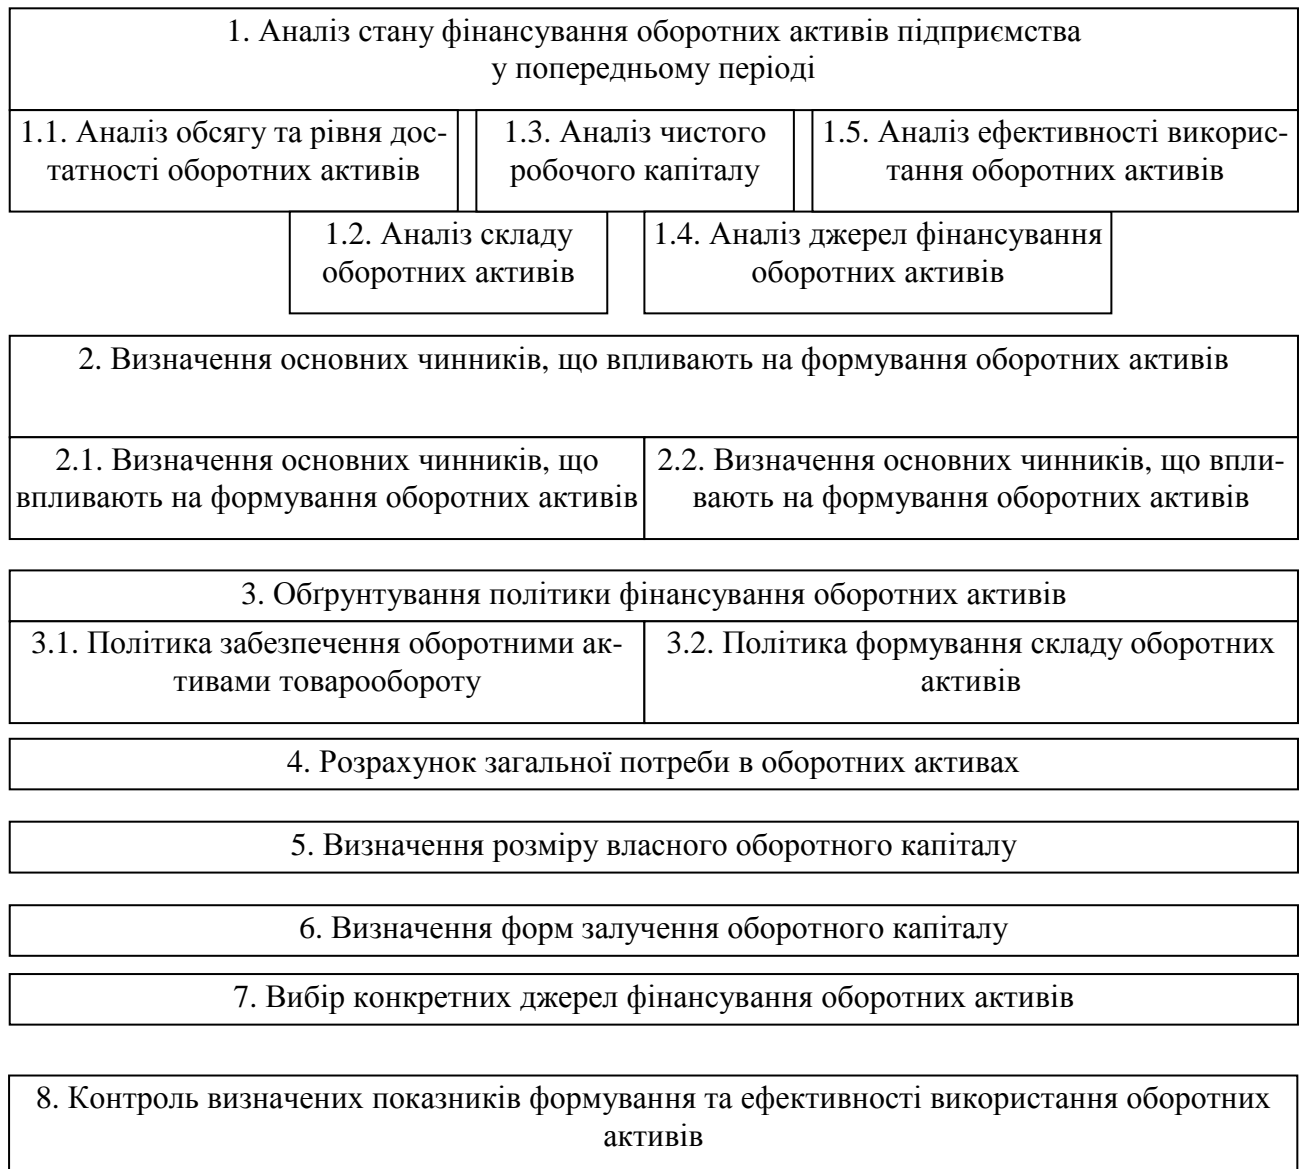 1. Аналіз стану фінансування оборотних активів підприємства
у попередньому періоді
1.1. Аналіз обсягу та рівня дос-
татності оборотних активів
1.3. Аналіз чистого
робочого капіталу
1.5. Аналіз ефективності викорис-
тання оборотних активів
1.2. Аналіз складу
оборотних активів
1.4. Аналіз джерел фінансування
оборотних активів
2. Визначення основних чинників, що впливають на формування оборотних активів
2.1. Визначення основних чинників, що
впливають на формування оборотних активів
2.2. Визначення основних чинників, що впли-
вають на формування оборотних активів
3. Обґрунтування політики фінансування оборотних активів
3.1. Політика забезпечення оборотними ак-
тивами товарообороту
3.2. Політика формування складу оборотних
активів
4. Розрахунок загальної потреби в оборотних активах
5. Визначення розміру власного оборотного капіталу
6. Визначення форм залучення оборотного капіталу
7. Вибір конкретних джерел фінансування оборотних активів
8. Контроль визначених показників формування та ефективності використання оборотних
активів